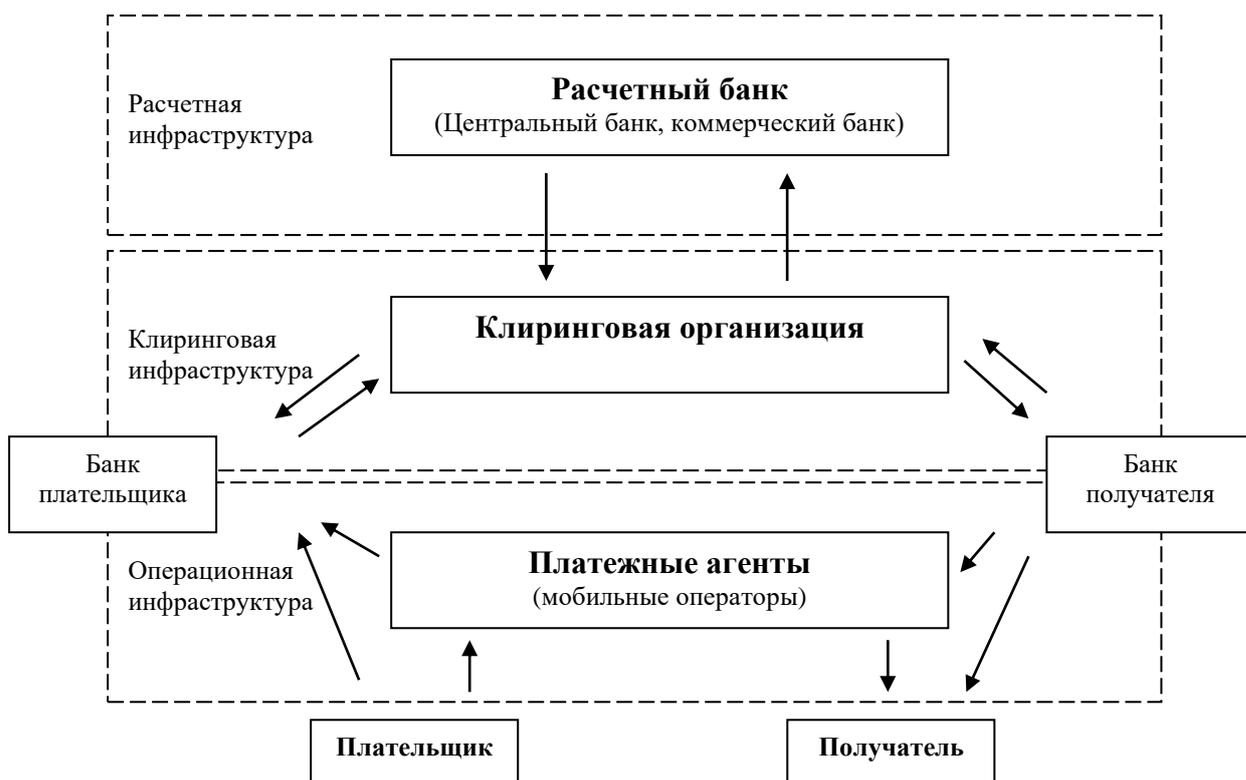 Расчетная
инфраструктура
Расчетный банк
(Центральный банк, коммерческий банк)
Клиринговая
инфраструктура
Клиринговая организация
Банк
плательщика
Банк
получателя
Операционная
инфраструктура
Платежные агенты
(мобильные операторы)
Плательщик
Получатель